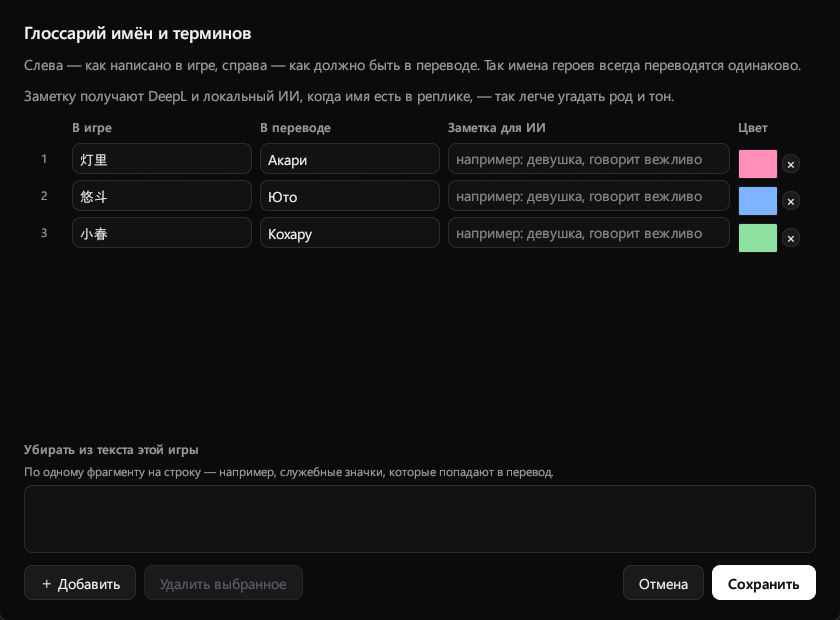 Глоссарий имён и терминов
Слева — как написано в игре, справа — как должно быть в переводе. Так имена героев всегда переводятся одинаково.
Заметку получают DeepL и локальный ИИ, когда имя есть в реплике, — так легче угадать род и тон.
В игре В переводе Заметка для ИИ Цвет
1 灯里 Акари например: девушка, говорит вежливо ×
2 悠斗 Юто например: девушка, говорит вежливо ×
3 小春 Кохару например: девушка, говорит вежливо ×
Убирать из текста этой игры
По одному фрагменту на строку — например, служебные значки, которые попадают в перевод.
+ Добавить Удалить выбранное Отмена Сохранить